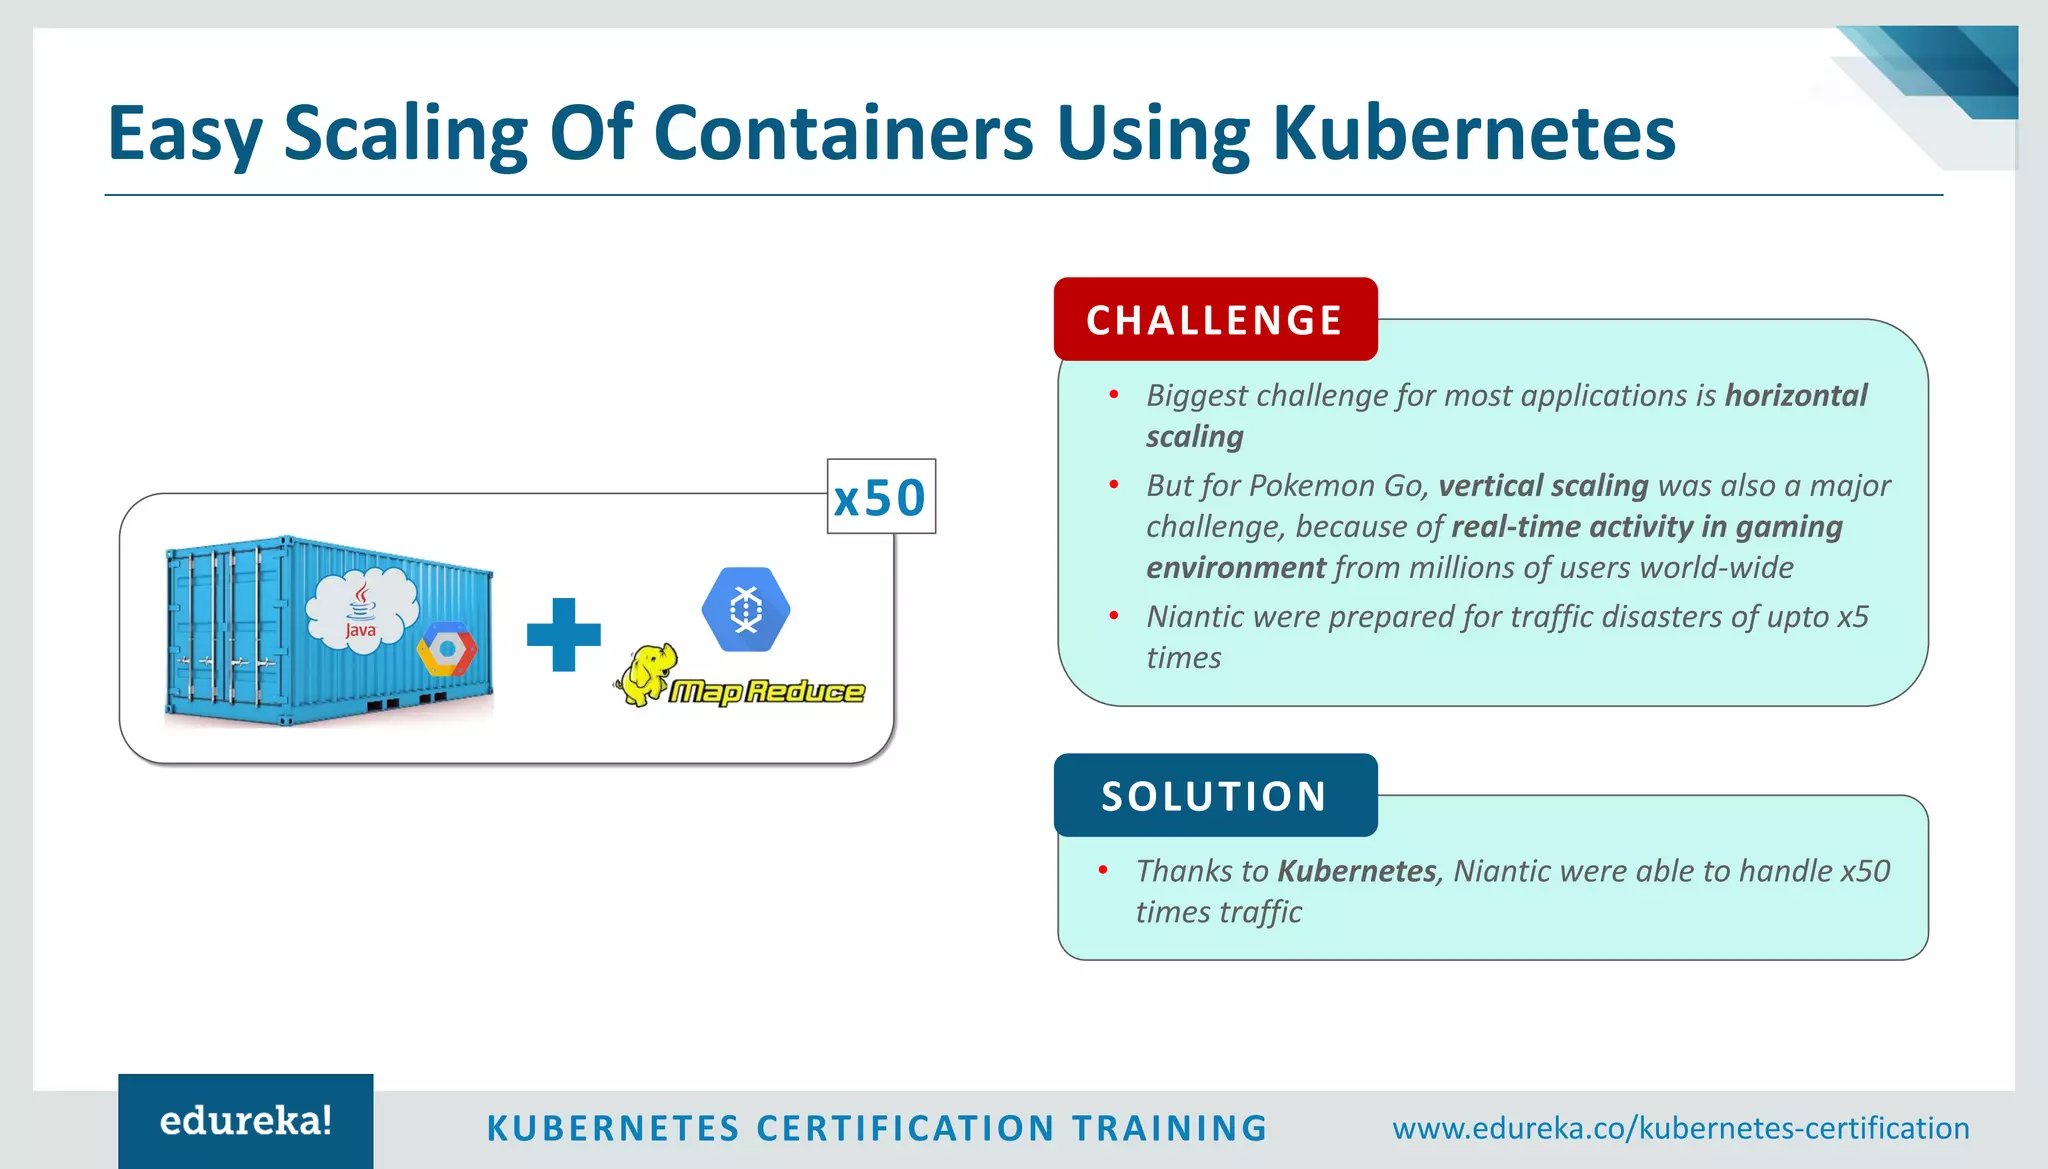 Easy Scaling Of Containers Using Kubernetes
x50
Java
Map Reduce
CHALLENGE
• Biggest challenge for most applications is horizontal
scaling
• But for Pokemon Go, vertical scaling was also a major
challenge, because of real-time activity in gaming
environment from millions of users world-wide
• Niantic were prepared for traffic disasters of upto x5
times
SOLUTION
• Thanks to Kubernetes, Niantic were able to handle x50
times traffic
edureka!
KUBERNETES CERTIFICATION TRAINING
www.edureka.co/kubernetes-certification